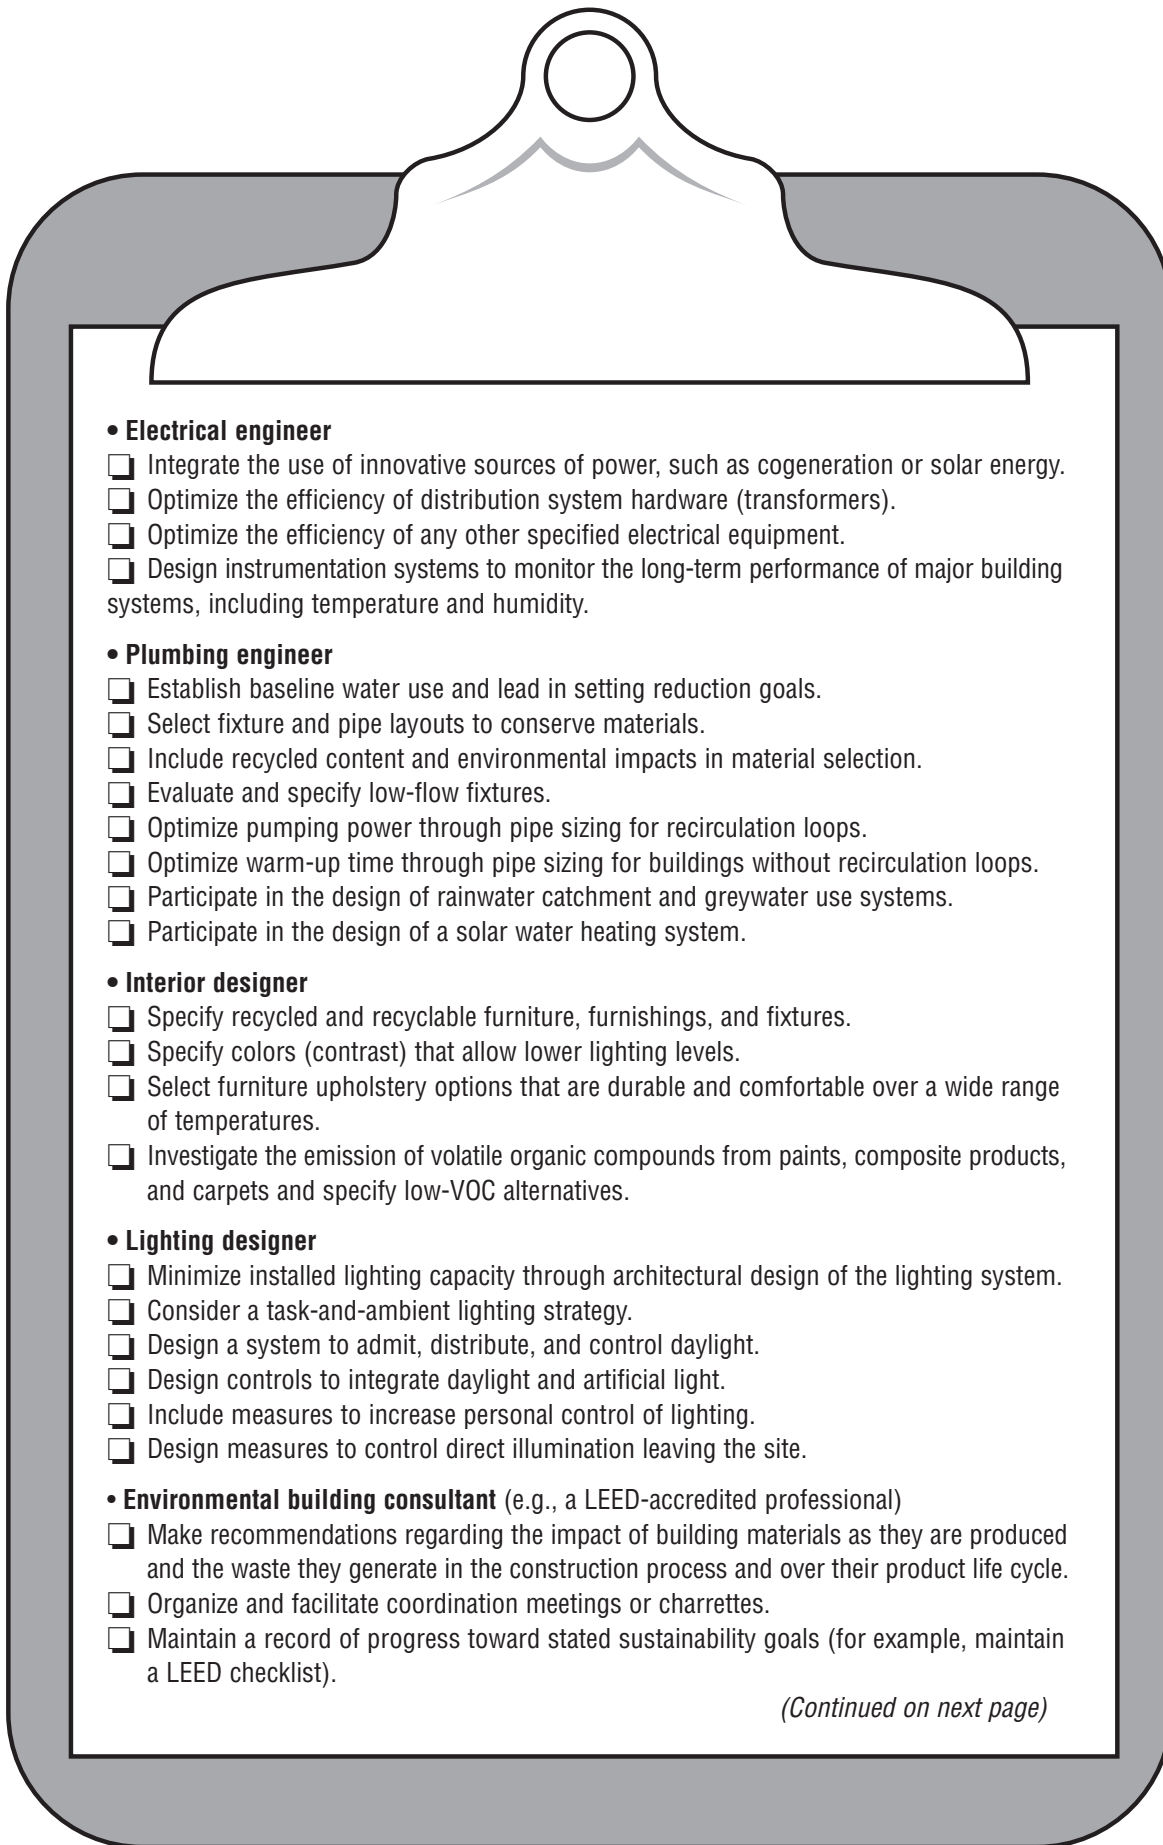 • Electrical engineer
❏ Integrate the use of innovative sources of power, such as cogeneration or solar energy.
❏ Optimize the efficiency of distribution system hardware (transformers).
❏ Optimize the efficiency of any other specified electrical equipment.
❏ Design instrumentation systems to monitor the long-term performance of major building
systems, including temperature and humidity.
• Plumbing engineer
❏ Establish baseline water use and lead in setting reduction goals.
❏ Select fixture and pipe layouts to conserve materials.
❏ Include recycled content and environmental impacts in material selection.
❏ Evaluate and specify low-flow fixtures.
❏ Optimize pumping power through pipe sizing for recirculation loops.
❏ Optimize warm-up time through pipe sizing for buildings without recirculation loops.
❏ Participate in the design of rainwater catchment and greywater use systems.
❏ Participate in the design of a solar water heating system.
• Interior designer
❏ Specify recycled and recyclable furniture, furnishings, and fixtures.
❏ Specify colors (contrast) that allow lower lighting levels.
❏ Select furniture upholstery options that are durable and comfortable over a wide range
of temperatures.
❏ Investigate the emission of volatile organic compounds from paints, composite products,
and carpets and specify low-VOC alternatives.
• Lighting designer
❏ Minimize installed lighting capacity through architectural design of the lighting system.
❏ Consider a task-and-ambient lighting strategy.
❏ Design a system to admit, distribute, and control daylight.
❏ Design controls to integrate daylight and artificial light.
❏ Include measures to increase personal control of lighting.
❏ Design measures to control direct illumination leaving the site.
• Environmental building consultant (e.g., a LEED-accredited professional)
❏ Make recommendations regarding the impact of building materials as they are produced
and the waste they generate in the construction process and over their product life cycle.
❏ Organize and facilitate coordination meetings or charrettes.
❏ Maintain a record of progress toward stated sustainability goals (for example, maintain
a LEED checklist).
(Continued on next page)